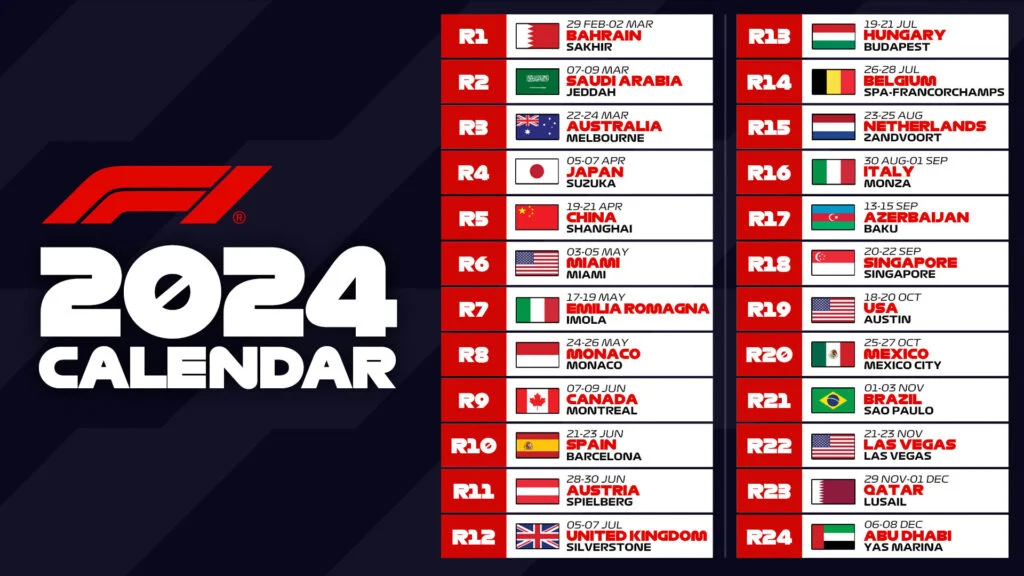 F1®
2024
CALENDAR
R1
29 FEB-02 MAR
BAHRAIN
SAKHIR
R2
07-09 MAR
SAUDI ARABIA
JEDDAH
R3
22-24 MAR
AUSTRALIA
MELBOURNE
R4
05-07 APR
JAPAN
SUZUKA
R5
19-21 APR
CHINA
SHANGHAI
R6
03-05 MAY
MIAMI
MIAMI
R7
17-19 MAY
EMILIA ROMAGNA
IMOLA
R8
24-26 MAY
MONACO
MONACO
R9
07-09 JUN
CANADA
MONTREAL
R10
21-23 JUN
SPAIN
BARCELONA
R11
28-30 JUN
AUSTRIA
SPIELBERG
R12
05-07 JUL
UNITED KINGDOM
SILVERSTONE
R13
19-21 JUL
HUNGARY
BUDAPEST
R14
26-28 JUL
BELGIUM
SPA-FRANCORCHAMPS
R15
23-25 AUG
NETHERLANDS
ZANDVOORT
R16
30 AUG-01 SEP
ITALY
MONZA
R17
13-15 SEP
AZERBAIJAN
BAKU
R18
20-22 SEP
SINGAPORE
SINGAPORE
R19
18-20 OCT
USA
AUSTIN
R20
25-27 OCT
MEXICO
MEXICO CITY
R21
01-03 NOV
BRAZIL
SAO PAULO
R22
21-23 NOV
LAS VEGAS
LAS VEGAS
R23
29 NOV-01 DEC
QATAR
LUSAIL
R24
06-08 DEC
ABU DHABI
YAS MARINA